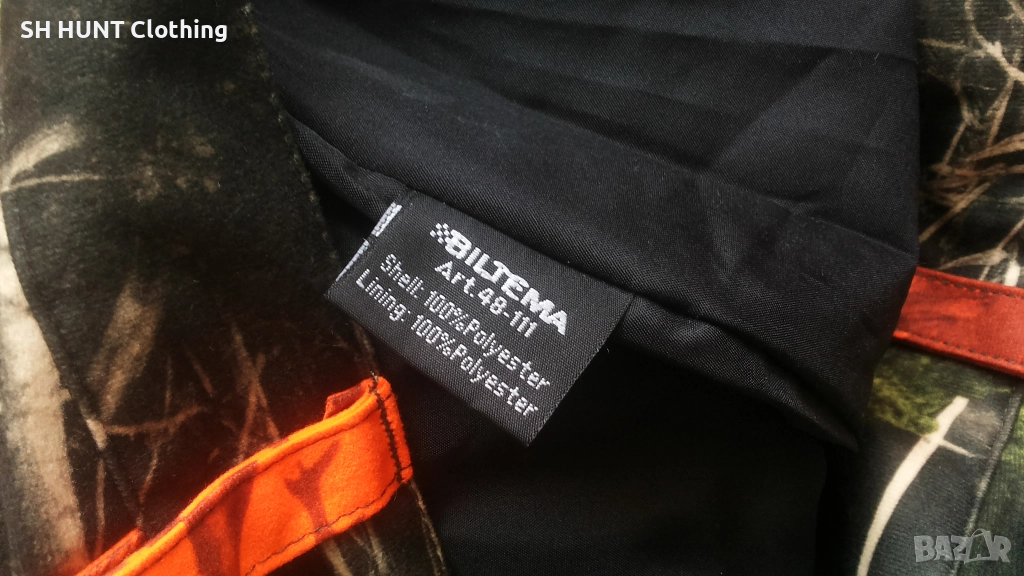 SH HUNT Clothing
BILTEMA
Art.48-111
Shell: 100%Polyester
Lining: 100%Polyester
BAZAR